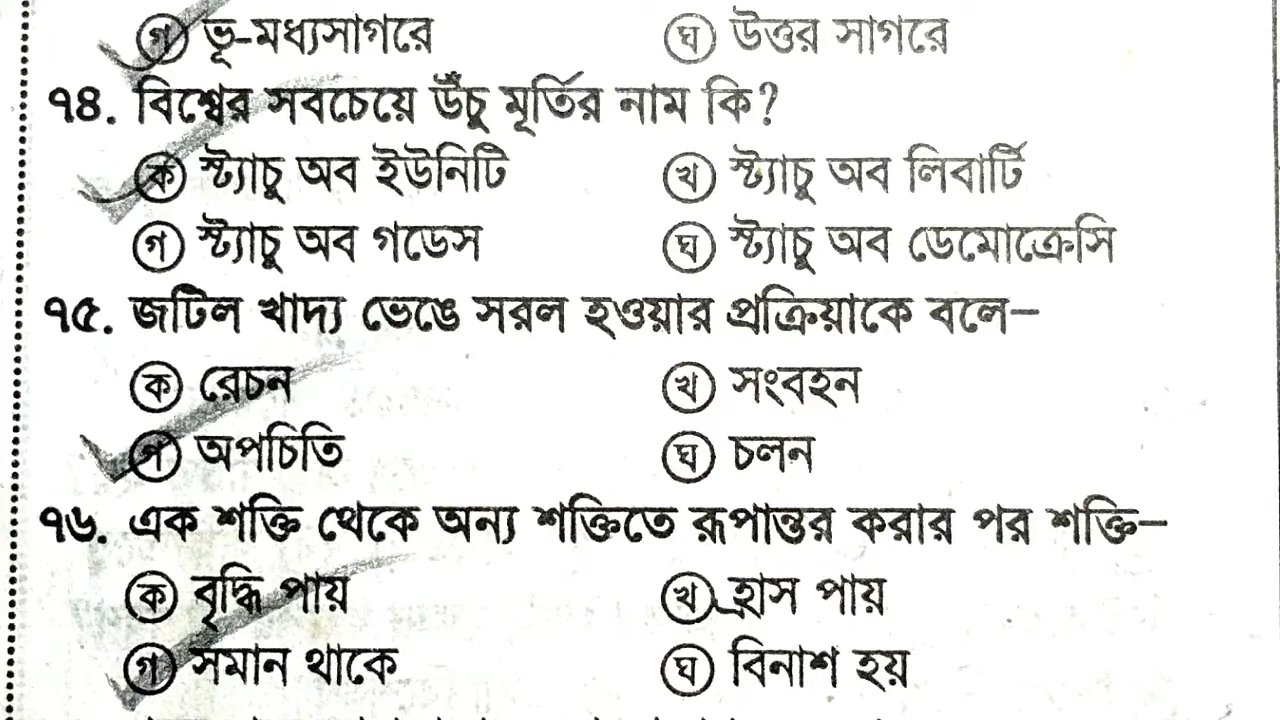 গ ভূ-মধ্যসাগরে ঘ উত্তর সাগরে
৭৪. বিশ্বের সবচেয়ে উঁচু মূর্তির নাম কি?
ক স্ট্যাচু অব ইউনিটি খ স্ট্যাচু অব লিবার্টি
গ স্ট্যাচু অব গডেস ঘ স্ট্যাচু অব ডেমোক্রেসি
৭৫. জটিল খাদ্য ভেঙে সরল হওয়ার প্রক্রিয়াকে বলে–
ক রেচন খ সংবহন
গ অপচিতি ঘ চলন
৭৬. এক শক্তি থেকে অন্য শক্তিতে রূপান্তর করার পর শক্তি–
ক বৃদ্ধি পায় খ হ্রাস পায়
গ সমান থাকে ঘ বিনাশ হয়